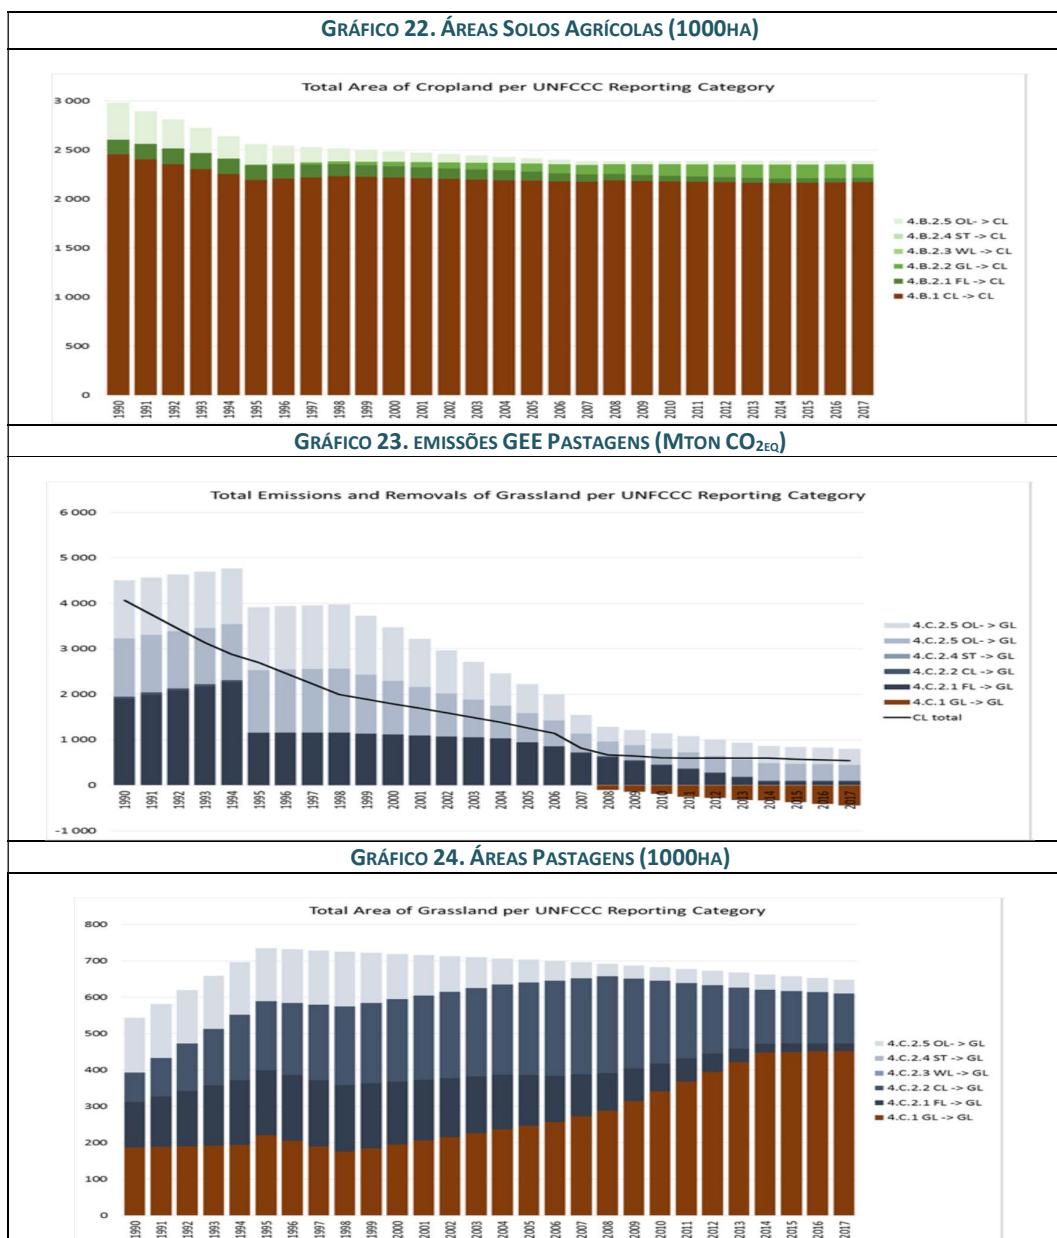 GRÁFICO 22. ÁREAS SOLOS AGRÍCOLAS (1000HA)
Total Area of Cropland per UNFCCC Reporting Category
3 000
2 500
2 000
1 500
1 000
500
0
4.B.2.5 OL- > CL
4.B.2.4 ST -> CL
4.B.2.3 WL -> CL
4.B.2.2 GL -> CL
4.B.2.1 FL -> CL
4.B.1 CL -> CL
1990 1991 1992 1993 1994 1995 1996 1997 1998 1999 2000 2001 2002 2003 2004 2005 2006 2007 2008 2009 2010 2011 2012 2013 2014 2015 2016 2017
GRÁFICO 23. EMISSÕES GEE PASTAGENS (MTON CO2EQ)
Total Emissions and Removals of Grassland per UNFCCC Reporting Category
6 000
5 000
4 000
3 000
2 000
1 000
0
-1 000
4.C.2.5 OL- > GL
4.C.2.5 OL- > GL
4.C.2.4 ST -> GL
4.C.2.2 CL -> GL
4.C.2.1 FL -> GL
4.C.1 GL -> GL
CL total
1990 1991 1992 1993 1994 1995 1996 1997 1998 1999 2000 2001 2002 2003 2004 2005 2006 2007 2008 2009 2010 2011 2012 2013 2014 2015 2016 2017
GRÁFICO 24. ÁREAS PASTAGENS (1000HA)
Total Area of Grassland per UNFCCC Reporting Category
800
700
600
500
400
300
200
100
0
4.C.2.5 OL- > GL
4.C.2.4 ST -> GL
4.C.2.3 WL -> GL
4.C.2.2 CL -> GL
4.C.2.1 FL -> GL
4.C.1 GL -> GL
1990 1991 1992 1993 1994 1995 1996 1997 1998 1999 2000 2001 2002 2003 2004 2005 2006 2007 2008 2009 2010 2011 2012 2013 2014 2015 2016 2017